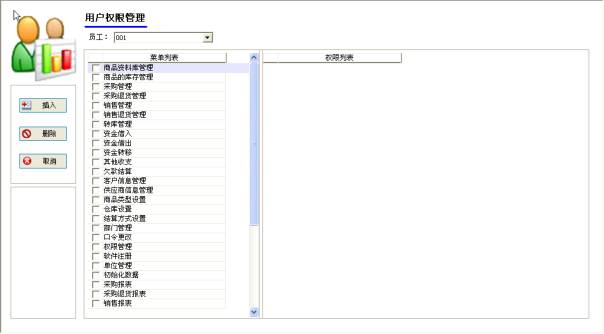 用户权限管理
员工： 001
菜单列表
权限列表
商品资料库管理
商品的库存管理
采购管理
采购退货管理
销售管理
销售退货管理
转库管理
资金借入
资金借出
资金转移
其他收支
欠款结算
客户信息管理
供应商信息管理
商品类型设置
仓库设置
结算方式设置
部门管理
口令更改
权限管理
软件注册
单位管理
初始化数据
采购报表
采购退货报表
销售报表
插入
删除
取消